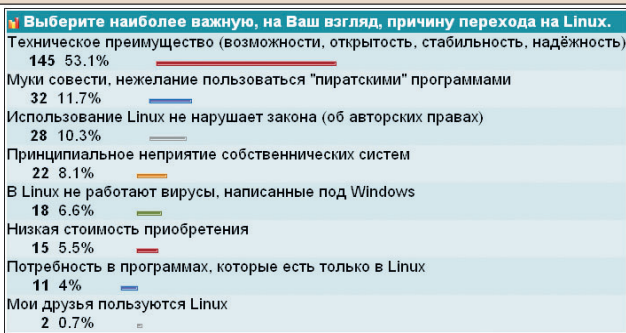 Выберите наиболее важную, на Ваш взгляд, причину перехода на Linux.
Техническое преимущество (возможности, открытость, стабильность, надёжность)
145 53.1%
Муки совести, нежелание пользоваться "пиратскими" программами
32 11.7%
Использование Linux не нарушает закона (об авторских правах)
28 10.3%
Принципиальное неприятие собственнических систем
22 8.1%
В Linux не работают вирусы, написанные под Windows
18 6.6%
Низкая стоимость приобретения
15 5.5%
Потребность в программах, которые есть только в Linux
11 4%
Мои друзья пользуются Linux
2 0.7%